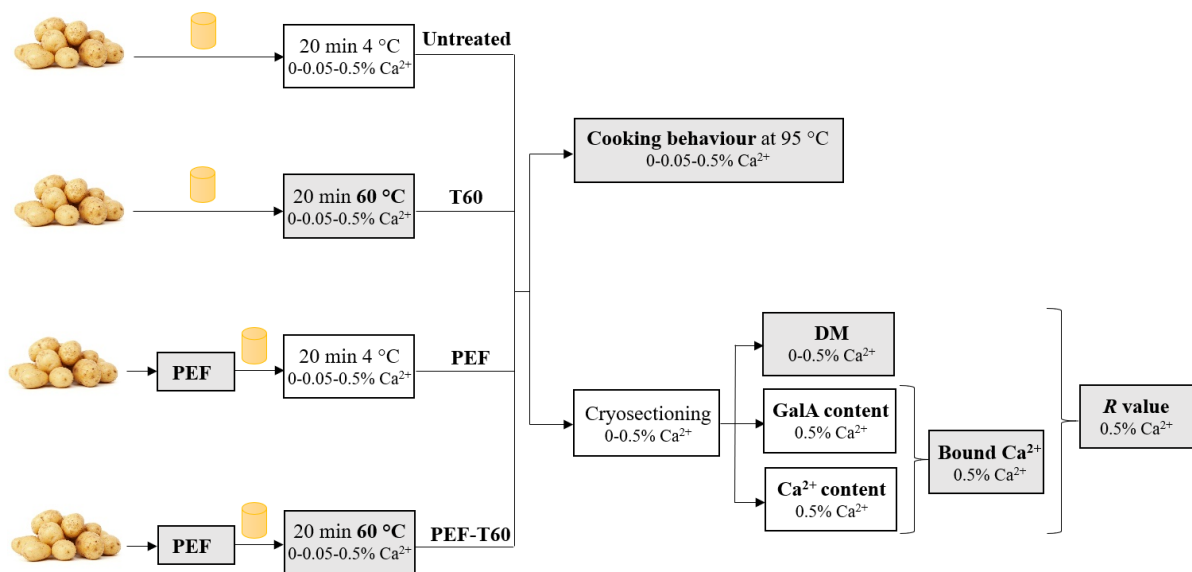 20 min 4 °C
0-0.05-0.5% Ca²⁺
Untreated
20 min 60 °C
0-0.05-0.5% Ca²⁺
T60
PEF
20 min 4 °C
0-0.05-0.5% Ca²⁺
PEF
PEF
20 min 60 °C
0-0.05-0.5% Ca²⁺
PEF-T60
Cooking behaviour at 95 °C
0-0.05-0.5% Ca²⁺
Cryosectioning
0-0.5% Ca²⁺
DM
0-0.5% Ca²⁺
GalA content
0.5% Ca²⁺
Ca²⁺ content
0.5% Ca²⁺
Bound Ca²⁺
0.5% Ca²⁺
R value
0.5% Ca²⁺